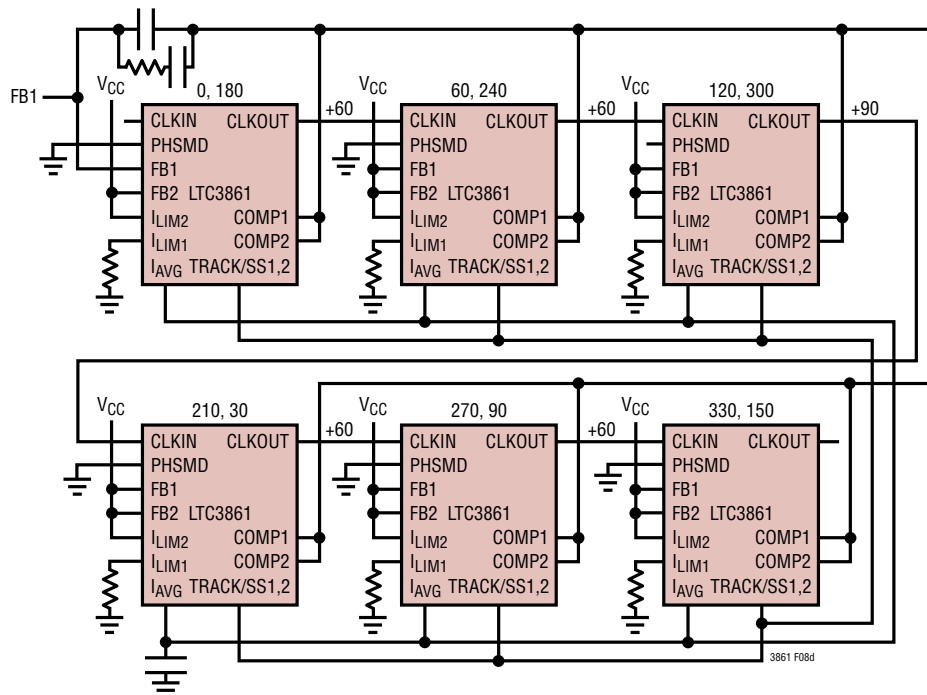 FB1
VCC
0, 180
CLKIN CLKOUT
PHSMD
FB1
FB2 LTC3861
ILIM2 COMP1
ILIM1 COMP2
IAVG TRACK/SS1,2
+60
VCC
60, 240
CLKIN CLKOUT
PHSMD
FB1
FB2 LTC3861
ILIM2 COMP1
ILIM1 COMP2
IAVG TRACK/SS1,2
+60
VCC
120, 300
CLKIN CLKOUT
PHSMD
FB1
FB2 LTC3861
ILIM2 COMP1
ILIM1 COMP2
IAVG TRACK/SS1,2
+90
VCC
210, 30
CLKIN CLKOUT
PHSMD
FB1
FB2 LTC3861
ILIM2 COMP1
ILIM1 COMP2
IAVG TRACK/SS1,2
+60
VCC
270, 90
CLKIN CLKOUT
PHSMD
FB1
FB2 LTC3861
ILIM2 COMP1
ILIM1 COMP2
IAVG TRACK/SS1,2
+60
VCC
330, 150
CLKIN CLKOUT
PHSMD
FB1
FB2 LTC3861
ILIM2 COMP1
ILIM1 COMP2
IAVG TRACK/SS1,2
3861 F08d